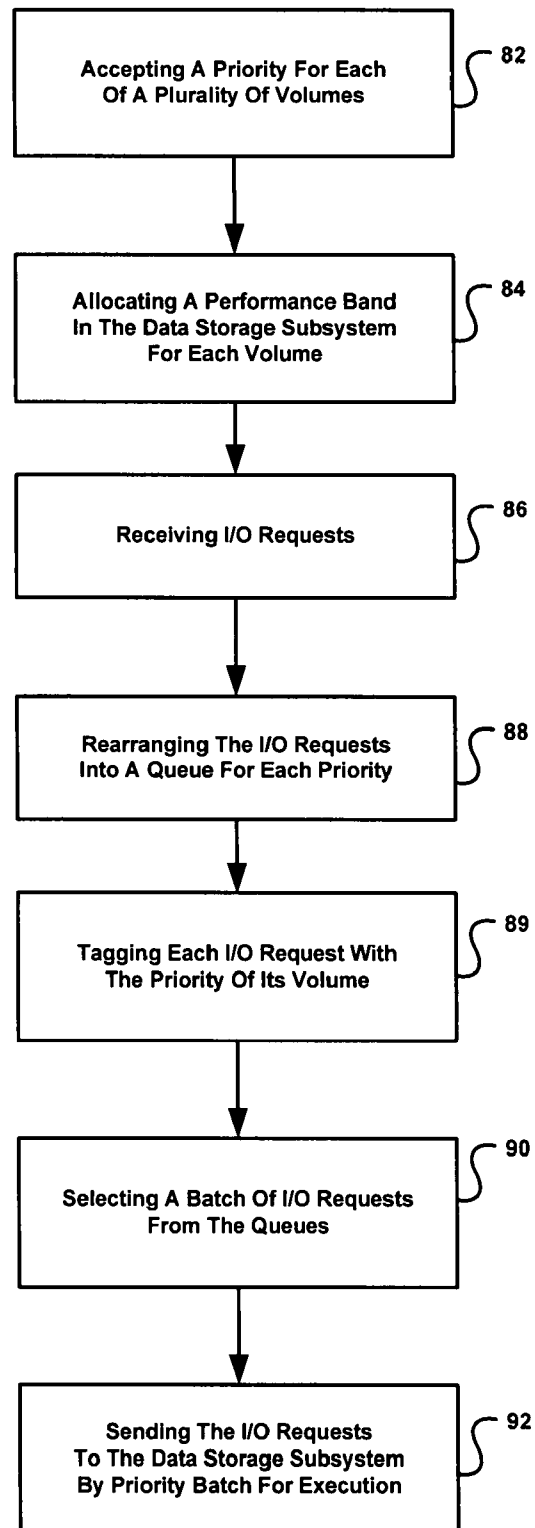 Accepting A Priority For Each
Of A Plurality Of Volumes
82
Allocating A Performance Band
In The Data Storage Subsystem
For Each Volume
84
Receiving I/O Requests
86
Rearranging The I/O Requests
Into A Queue For Each Priority
88
Tagging Each I/O Request With
The Priority Of Its Volume
89
Selecting A Batch Of I/O Requests
From The Queues
90
Sending The I/O Requests
To The Data Storage Subsystem
By Priority Batch For Execution
92